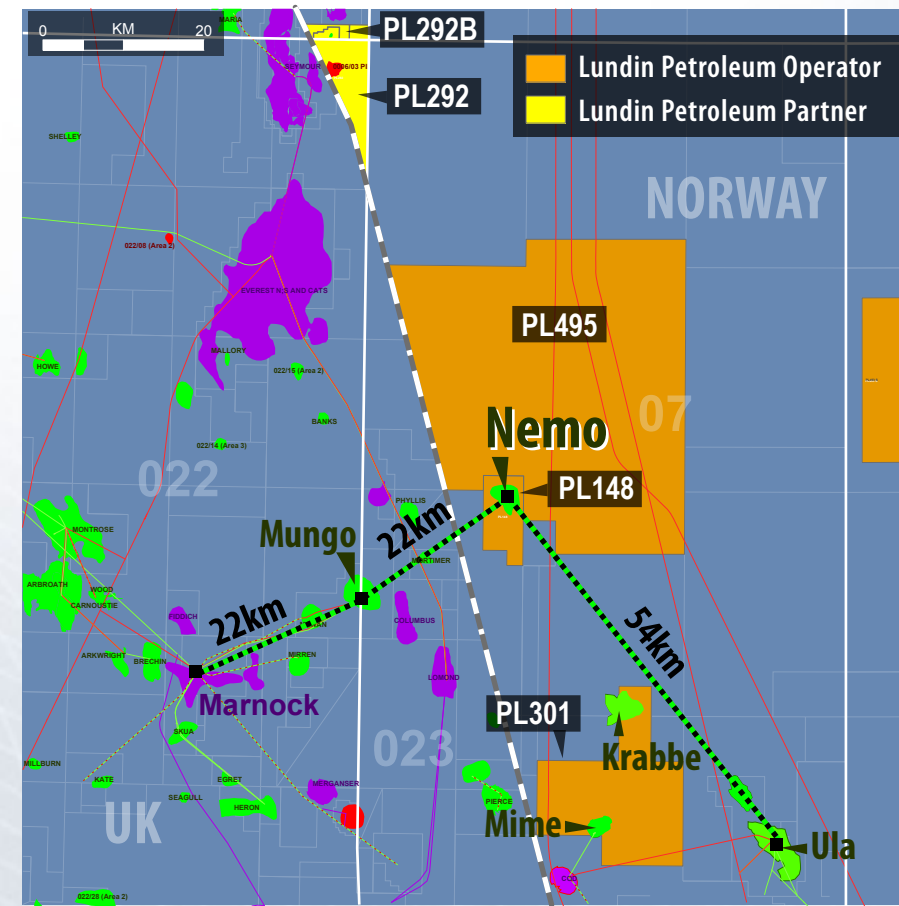 MARIA
0 KM 20
PL292B
SEYMOUR
PL292
Lundin Petroleum Operator
Lundin Petroleum Partner
SHELLEY
NORWAY
022/08 (Area 2)
EVEREST
PL495
MALLORY
HOWE
022/15 (Area 2)
07
BANKS
Nemo
022/14 (Area 3)
022
PL148
PHYLLIS
MONTROSE
Mungo
22km
MORTIMER
ARBROATH
WOOD
CARNOUSTIE
22km
COLUMBUS
54km
ARKWRIGHT
BRECHIN
MIRREN
LOMOND
Marnock
PL301
SKUA
023
Krabbe
MILLBURN
KATE
EGRET
MERGANSER
SEAGULL
HERON
PIERCE
UK
Mime
Ula
COD
022/28 (Area 2)